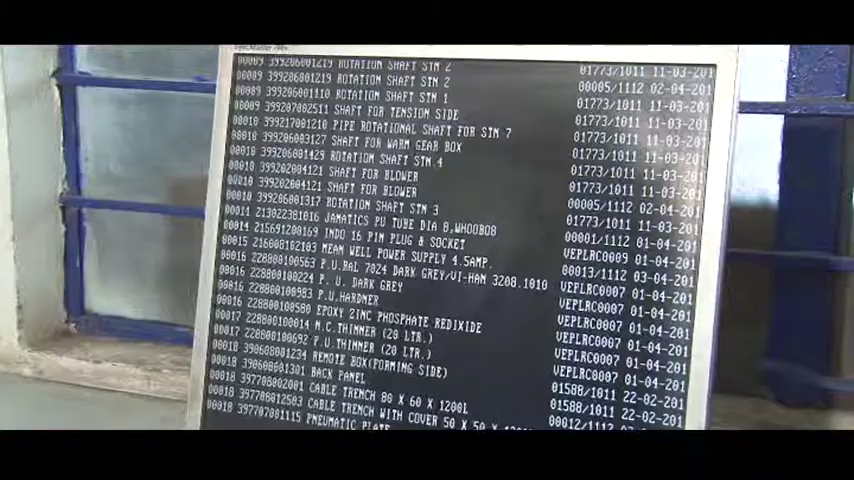 SyncMaster
00009 399206001219 ROTATION SHAFT STN 2 01773/1011 11-03-201
00009 399206001219 ROTATION SHAFT STN 2 00005/1112 02-04-201
00009 399206001110 ROTATION SHAFT STN 1 01773/1011 11-03-201
00009 399207002511 SHAFT FOR TENSION SIDE 01773/1011 11-03-201
00010 399217001210 PIPE ROTATIONAL SHAFT FOR STN 7 01773/1011 11-03-201
00010 399206003127 SHAFT FOR WARM GEAR BOX 01773/1011 11-03-201
00010 399206001429 ROTATION SHAFT STN 4 01773/1011 11-03-201
00010 399202004121 SHAFT FOR BLOWER 01773/1011 11-03-201
00010 399202004121 SHAFT FOR BLOWER 00005/1112 02-04-201
00010 399206001317 ROTATION SHAFT STN 3 01773/1011 11-03-201
00011 213022301016 JANATICS PU TUBE DIA 8,WHOOB08 00001/1112 01-04-201
00014 215691200169 INDO 16 PIN PLUG & SOCKET VEPLRC0009 01-04-201
00015 216008102103 MEAN WELL POWER SUPPLY 4.5AMP. 00013/1112 03-04-201
00016 228800100563 P.U.RAL 7024 DARK GREY/VI-HAN 3208.1010 VEPLRC0007 01-04-201
00016 228800100224 P. U. DARK GREY VEPLRC0007 01-04-201
00016 228800100983 P.U.HARDNER VEPLRC0007 01-04-201
00016 228800100580 EPOXY ZINC PHOSPHATE REDIXIDE VEPLRC0007 01-04-201
00017 228800100014 N.C.THINNER (20 LTR.) VEPLRC0007 01-04-201
00017 228800100692 P.U.THINNER (20 LTR.) VEPLRC0007 01-04-201
00018 390608001234 REMOTE BOX(FORMING SIDE) 01588/1011 22-02-201
00018 390608001301 BACK PANEL 01588/1011 22-02-201
00018 397708002001 CABLE TRENCH 80 X 60 X 1200L
00018 397708012503 CABLE TRENCH WITH COVER 50 X 50 X 00012/1112
00018 397707001115 PNEUMATIC PLATE